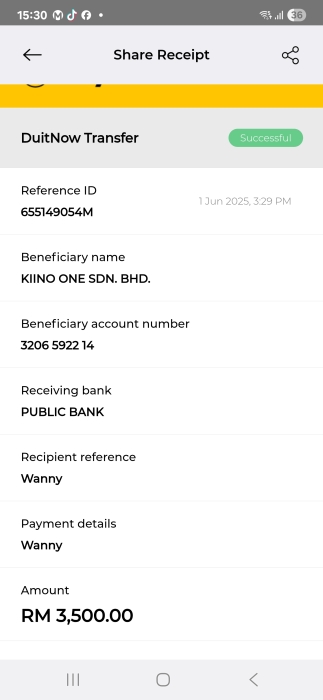 15:30
36
Share Receipt
DuitNow Transfer
Successful
Reference ID
655149054M
1 Jun 2025, 3:29 PM
Beneficiary name
KIINO ONE SDN. BHD.
Beneficiary account number
3206 5922 14
Receiving bank
PUBLIC BANK
Recipient reference
Wanny
Payment details
Wanny
Amount
RM 3,500.00